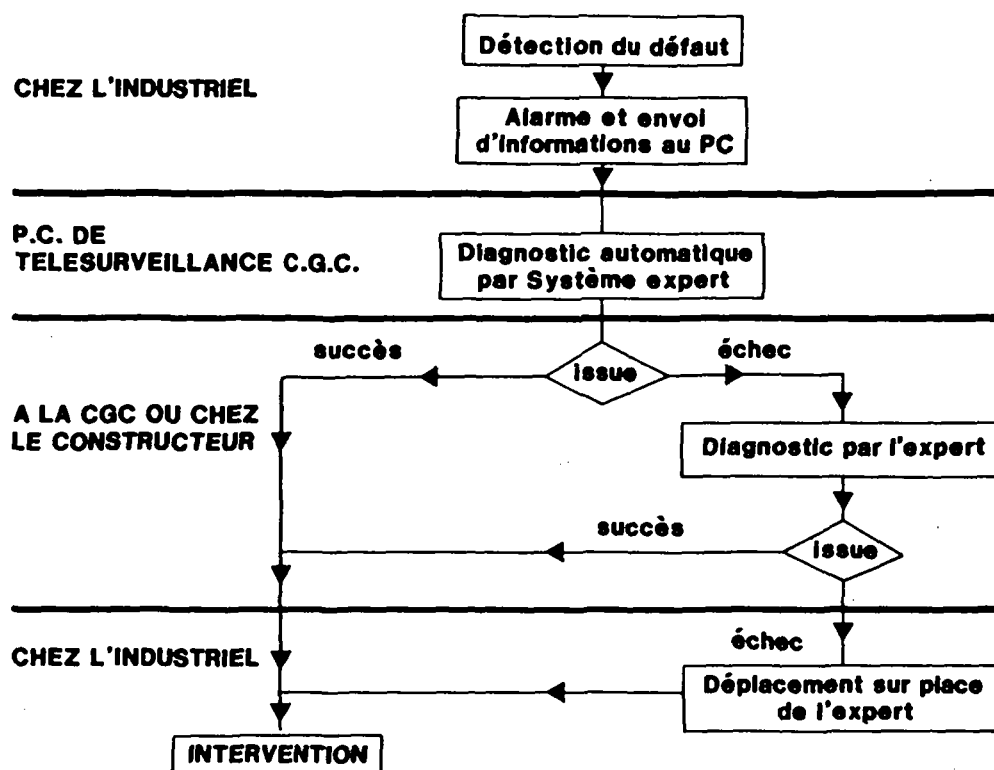 Détection du défaut
CHEZ L'INDUSTRIEL
Alarme et envoi
d'informations au PC
P.C. DE
TELESURVEILLANCE C.G.C.
Diagnostic automatique
par Système expert
succès
issue
échec
A LA CGC OU CHEZ
LE CONSTRUCTEUR
Diagnostic par l'expert
succès
issue
échec
CHEZ L'INDUSTRIEL
Déplacement sur place
de l'expert
INTERVENTION